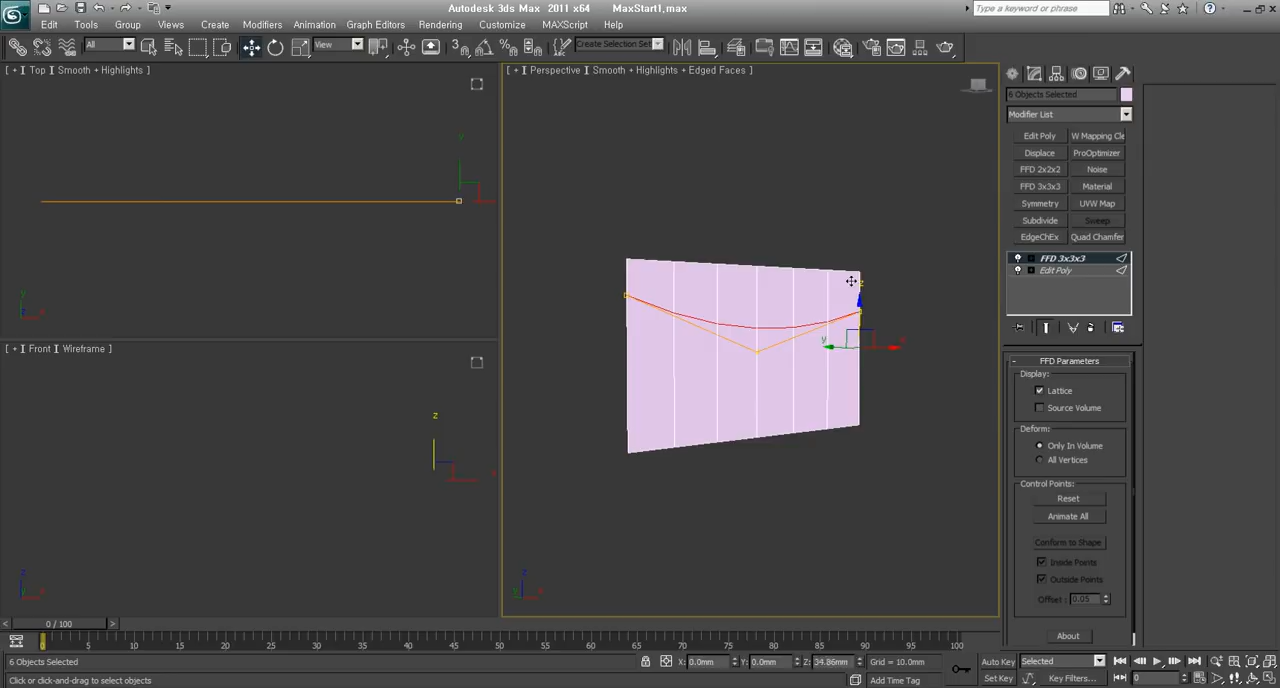 Autodesk 3ds Max 2011 x64 MaxStart1.max
Type a keyword or phrase
Edit Tools Group Views Create Modifiers Animation Graph Editors Rendering Customize MAXScript Help
All View Create Selection Set
[ + ] Top ] Smooth + Highlights ]
[ + ] Perspective ] Smooth + Highlights + Edged Faces ]
6 Objects Selected
Modifier List
Edit Poly W Mapping Cle
Displace ProOptimizer
FFD 2x2x2 Noise
FFD 3x3x3 Material
Symmetry UVW Map
Subdivide Sweep
EdgeChEx Quad Chamfer
FFD 3x3x3
Edit Poly
[ + ] Front ] Wireframe ]
FFD Parameters
Display:
Lattice
Source Volume
Deform:
Only In Volume
All Vertices
Control Points:
Reset
Animate All
Conform to Shape
Inside Points
Outside Points
Offset : 0.05
About
0 / 100
0 5 10 15 20 25 30 35 40 45 50 55 60 65 70 75 80 85 90 95 100
6 Objects Selected X: 0.0mm Y: 0.0mm Z: 34.86mm Grid = 10.0mm Auto Key Selected
Click or click-and-drag to select objects Add Time Tag Set Key Key Filters... 0